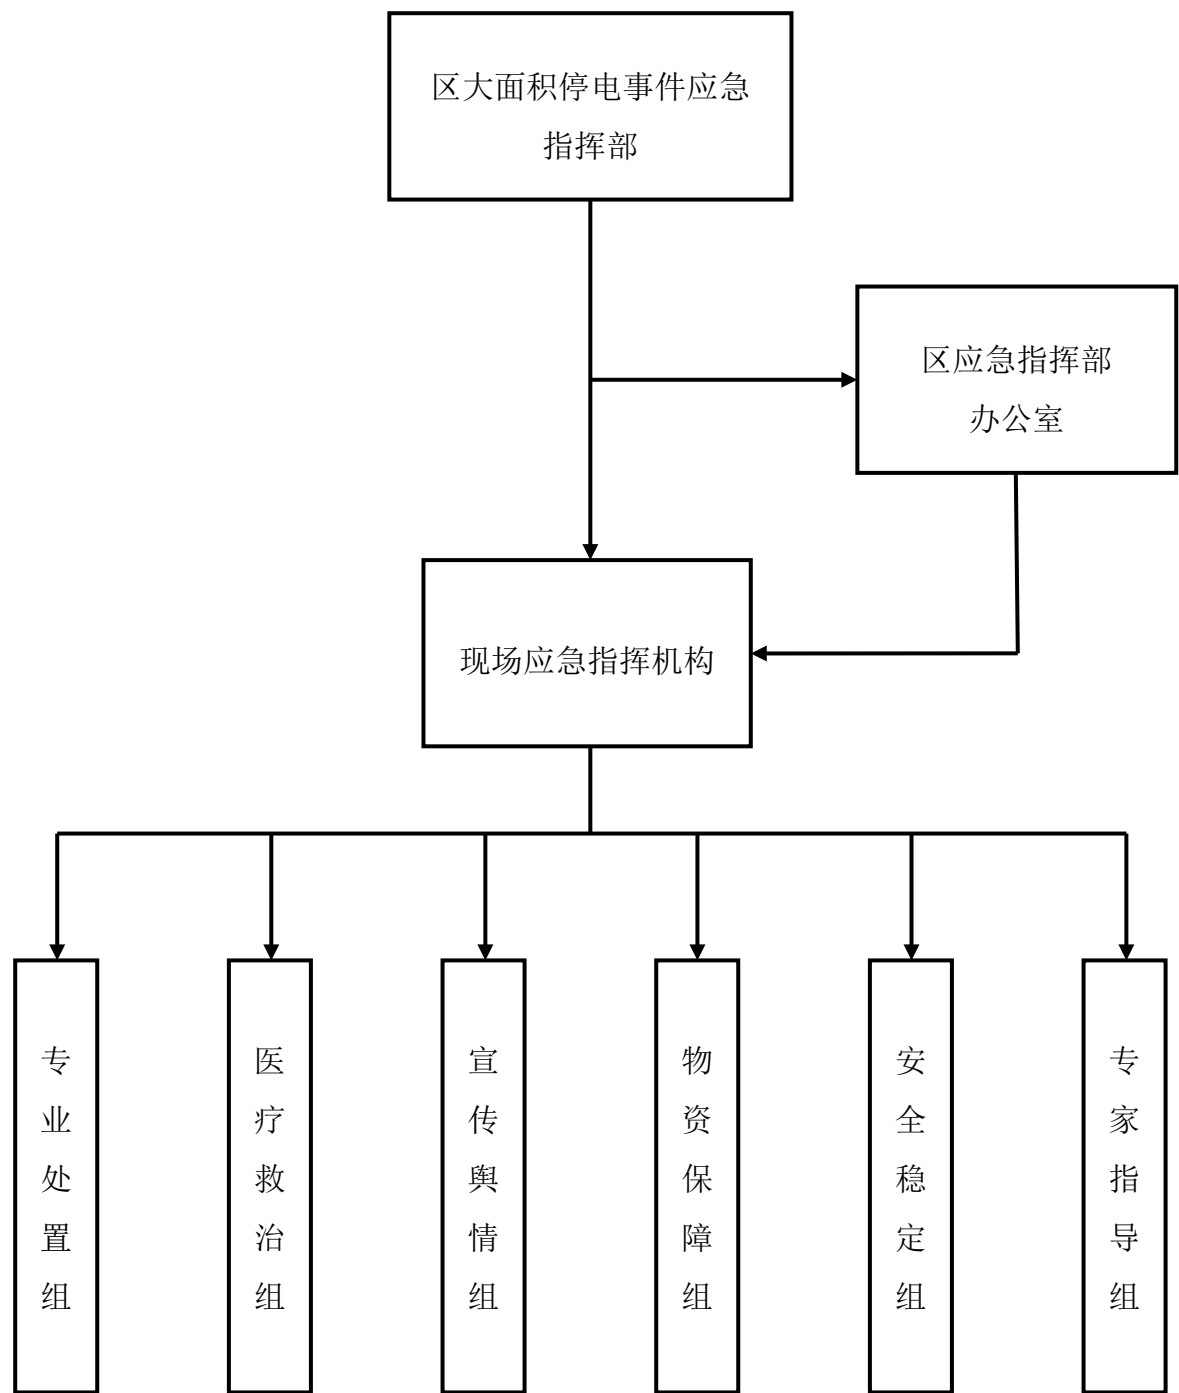 区大面积停电事件应急
指挥部
区应急指挥部
办公室
现场应急指挥机构
专业处置组
医疗救治组
宣传舆情组
物资保障组
安全稳定组
专家指导组